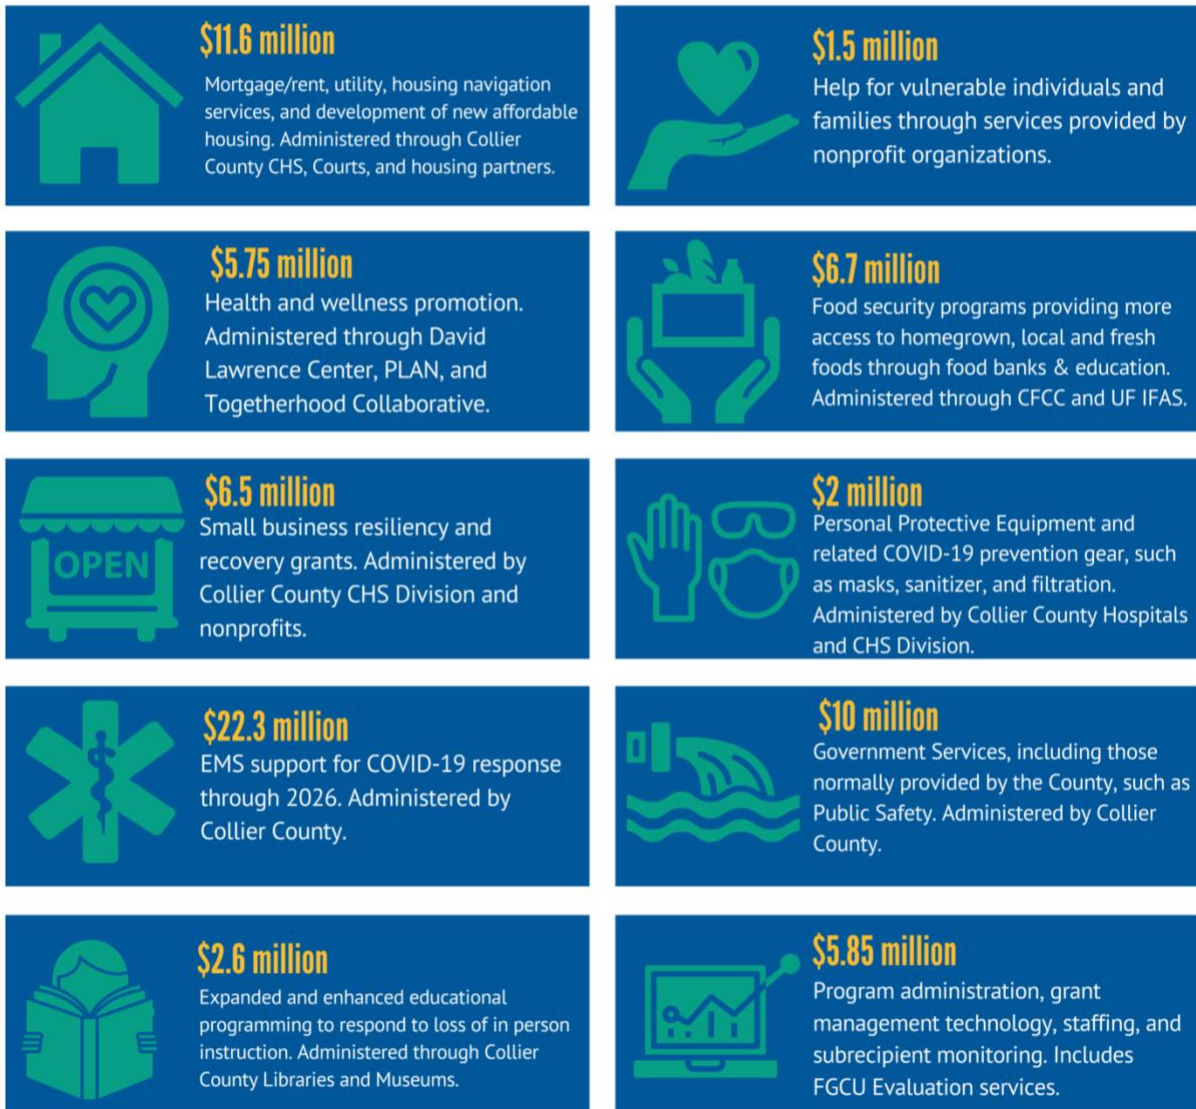 $11.6 million
Mortgage/rent, utility, housing navigation
services, and development of new affordable
housing. Administered through Collier
County CHS, Courts, and housing partners.
$1.5 million
Help for vulnerable individuals and
families through services provided by
nonprofit organizations.
$5.75 million
Health and wellness promotion.
Administered through David
Lawrence Center, PLAN, and
Togetherhood Collaborative.
$6.7 million
Food security programs providing more
access to homegrown, local and fresh
foods through food banks & education.
Administered through CFCC and UF IFAS.
OPEN
$6.5 million
Small business resiliency and
recovery grants. Administered by
Collier County CHS Division and
nonprofits.
$2 million
Personal Protective Equipment and
related COVID-19 prevention gear, such
as masks, sanitizer, and filtration.
Administered by Collier County Hospitals
and CHS Division.
$22.3 million
EMS support for COVID-19 response
through 2026. Administered by
Collier County.
$10 million
Government Services, including those
normally provided by the County, such as
Public Safety. Administered by Collier
County.
$2.6 million
Expanded and enhanced educational
programming to respond to loss of in person
instruction. Administered through Collier
County Libraries and Museums.
$5.85 million
Program administration, grant
management technology, staffing, and
subrecipient monitoring. Includes
FGCU Evaluation services.